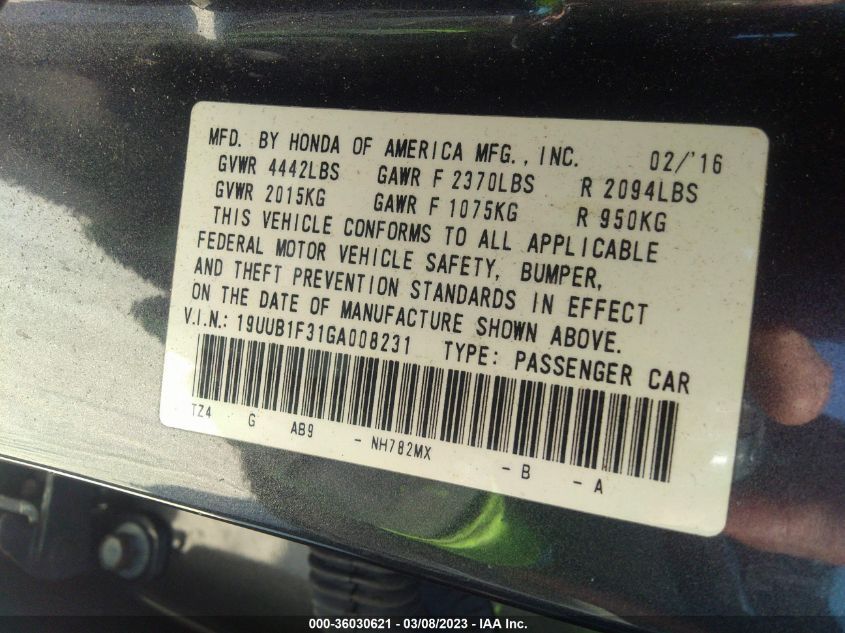 MFD. BY HONDA OF AMERICA MFG., INC. 02/'16
GVWR 4442LBS GAWR F 2370LBS R 2094LBS
GVWR 2015KG GAWR F 1075KG R 950KG
THIS VEHICLE CONFORMS TO ALL APPLICABLE
FEDERAL MOTOR VEHICLE SAFETY, BUMPER,
AND THEFT PREVENTION STANDARDS IN EFFECT
ON THE DATE OF MANUFACTURE SHOWN ABOVE.
V.I.N.: 19UUB1F31GA008231 TYPE: PASSENGER CAR
TZ4 G AB9 - NH782MX - B - A
000-36030621 - 03/08/2023 - IAA Inc.